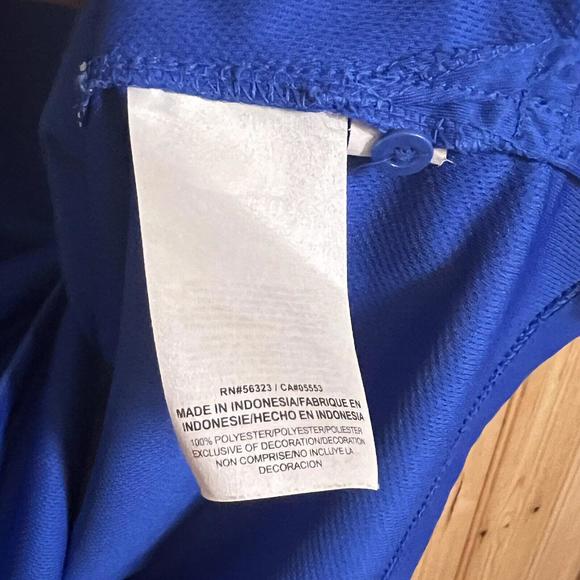 RN#56323 / CA#05553
MADE IN INDONESIA/FABRIQUE EN
INDONESIE/HECHO EN INDONESIA
100% POLYESTER/POLYESTER/POLIESTER
EXCLUSIVE OF DECORATION/DECORATION
NON COMPRISE/NO INCLUYE LA
DECORACION